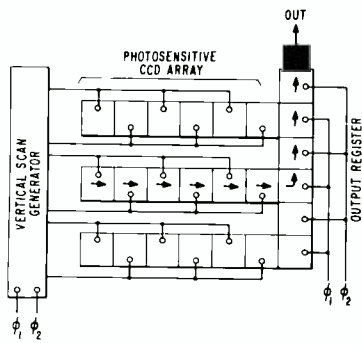 OUT
PHOTOSENSITIVE
CCD ARRAY
VERTICAL SCAN
GENERATOR
OUTPUT REGISTER
ϕ₁ ϕ₂
ϕ₁ ϕ₂